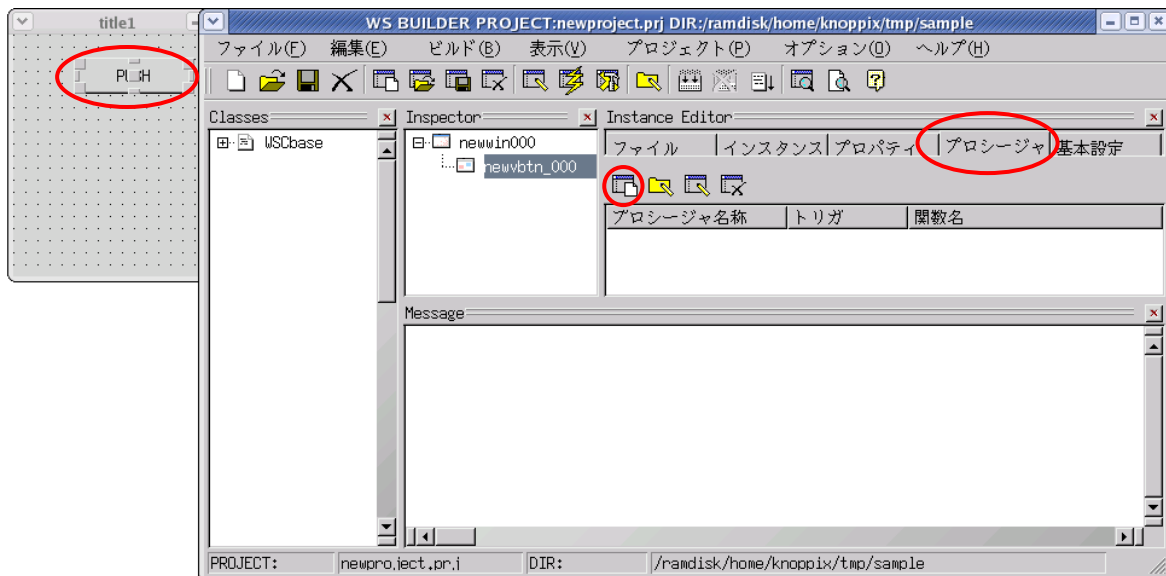 title1
PUSH
WS BUILDER PROJECT:newproject.prj DIR:/ramdisk/home/knoppix/tmp/sample
ファイル(F) 編集(E) ビルド(B) 表示(V) プロジェクト(P) オプション(O) ヘルプ(H)
Classes
WSCbase
Inspector
newwin000
newvbtn_000
Instance Editor
ファイル インスタンス プロパティ プロシージャ 基本設定
プロシージャ名称 トリガ 関数名
Message
PROJECT: newproject.prj DIR: /ramdisk/home/knoppix/tmp/sample